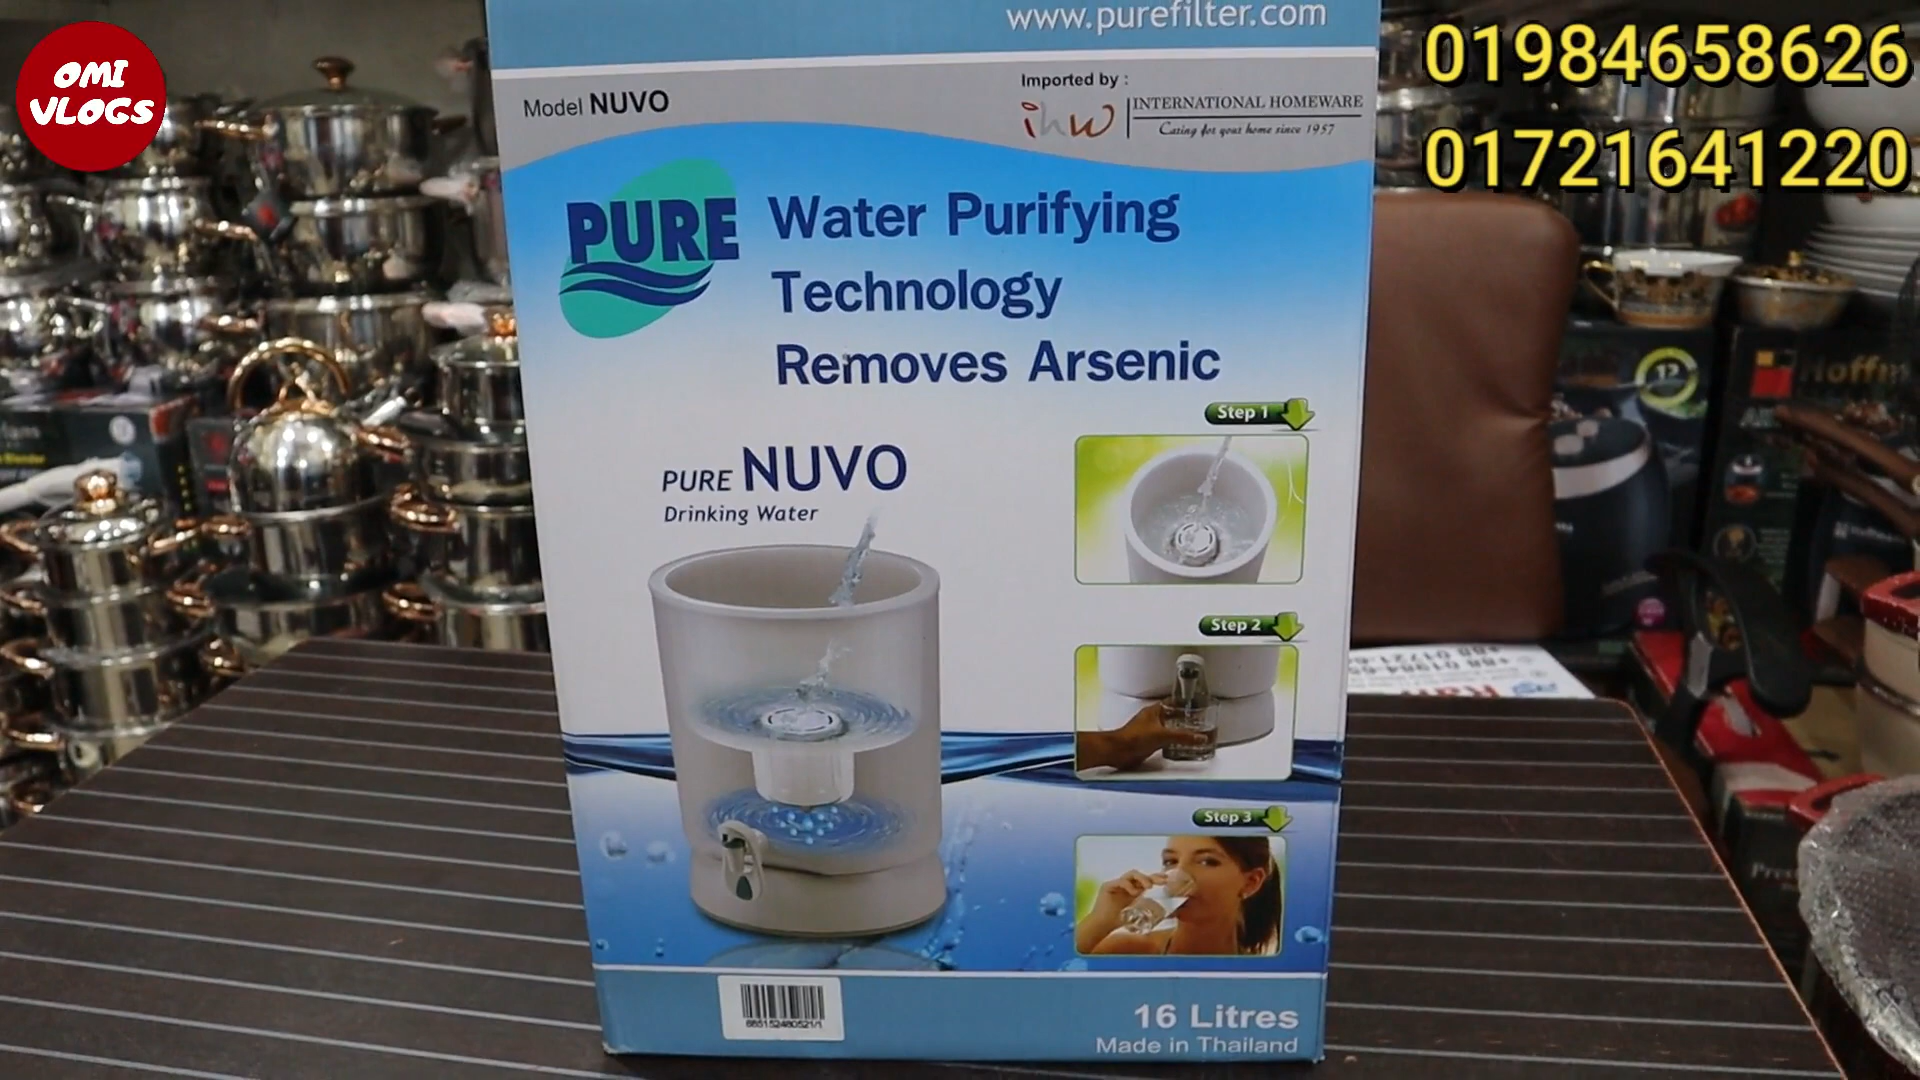 OMI
VLOGS
01984658626
01721641220
www.purefilter.com
Model NUVO
Imported by :
ihw
INTERNATIONAL HOMEWARE
Caring for your home since 1957
PURE
Water Purifying
Technology
Removes Arsenic
Step 1
PURE NUVO
Drinking Water
Step 2
Step 3
16 Litres
Made in Thailand
12